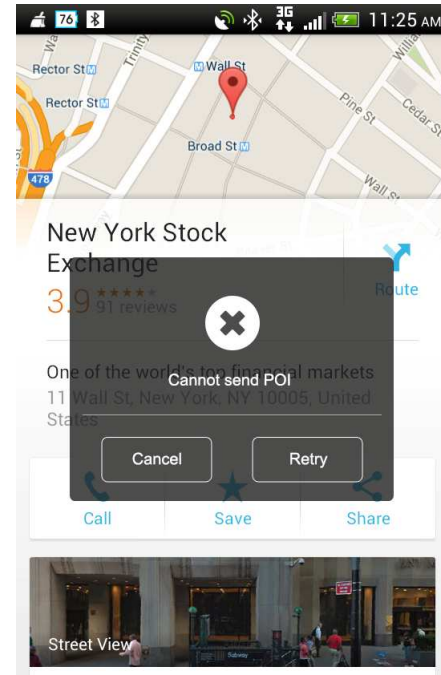 76
3G
11:25 AM
Rector St
Trinity
Wall St
Rector St
Pine St
Cedar St
Broad St
478
Wall St
New York Stock
Exchange
Route
3.9 91 reviews
Cannot send POI
One of the world's top financial markets
11 Wall St, New York, NY 10005, United
States
Cancel
Retry
Call
Save
Share
Street View
Subway